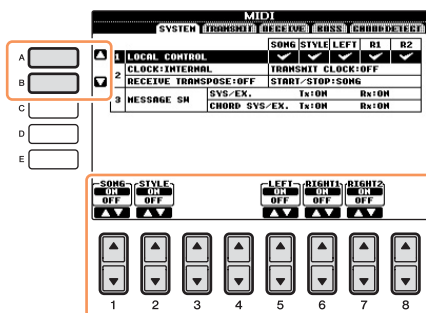 MIDI
SYSTEM TRANSMIT RECEIVE BASS CHORD DETECT
SONG STYLE LEFT R1 R2
A
1 LOCAL CONTROL
2 CLOCK:INTERNAL TRANSMIT CLOCK:OFF
B
RECEIVE TRANSPOSE:OFF START/STOP:SONG
3 MESSAGE SW SYS/EX. Tx:ON Rx:ON
C
CHORD SYS/EX. Tx:ON Rx:ON
D
E
SONG STYLE LEFT RIGHT1 RIGHT2
ON ON ON ON ON
OFF OFF OFF OFF OFF
1 2 3 4 5 6 7 8